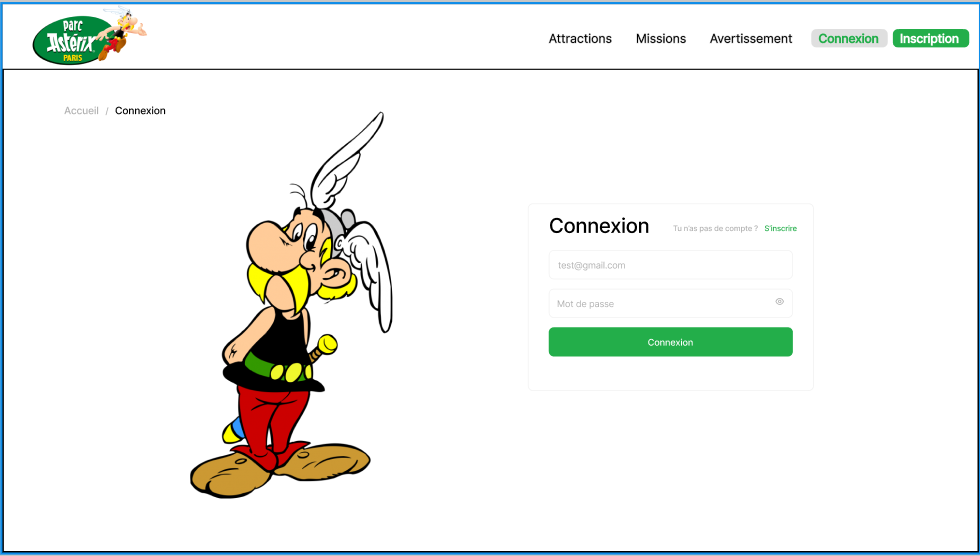 Parc
Astérix
PARIS
Attractions
Missions
Avertissement
Connexion
Inscription
Accueil / Connexion
Connexion
Tu n'as pas de compte ? S'inscrire
test@gmail.com
Mot de passe
Connexion